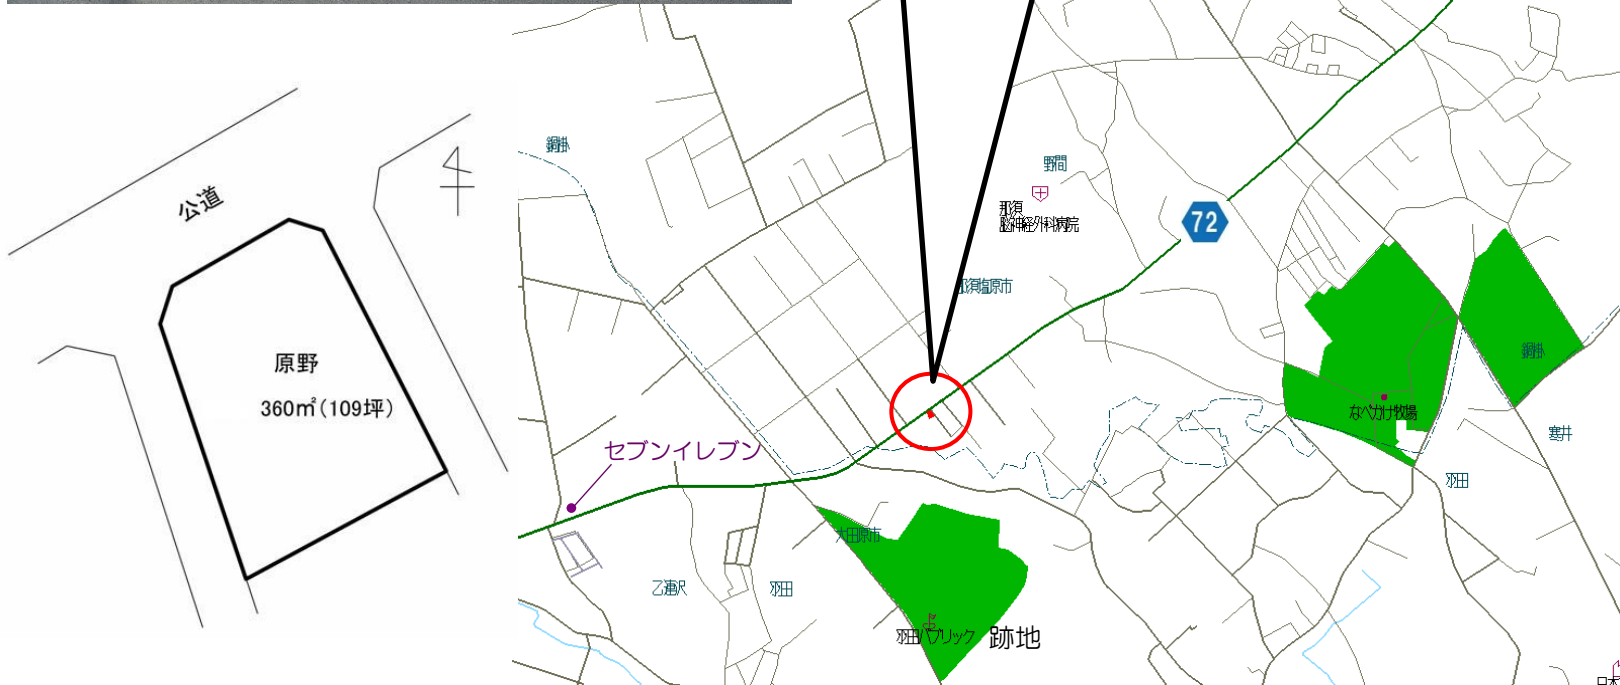 公道
原野
360㎡(109坪)
鍋掛
野間
那須
脳神経外科病院
72
那須塩原市
鍋掛
なべかけ牧場
寒井
セブンイレブン
羽田
大田原市
乙連沢
羽田
羽田パブリック 跡地
日本